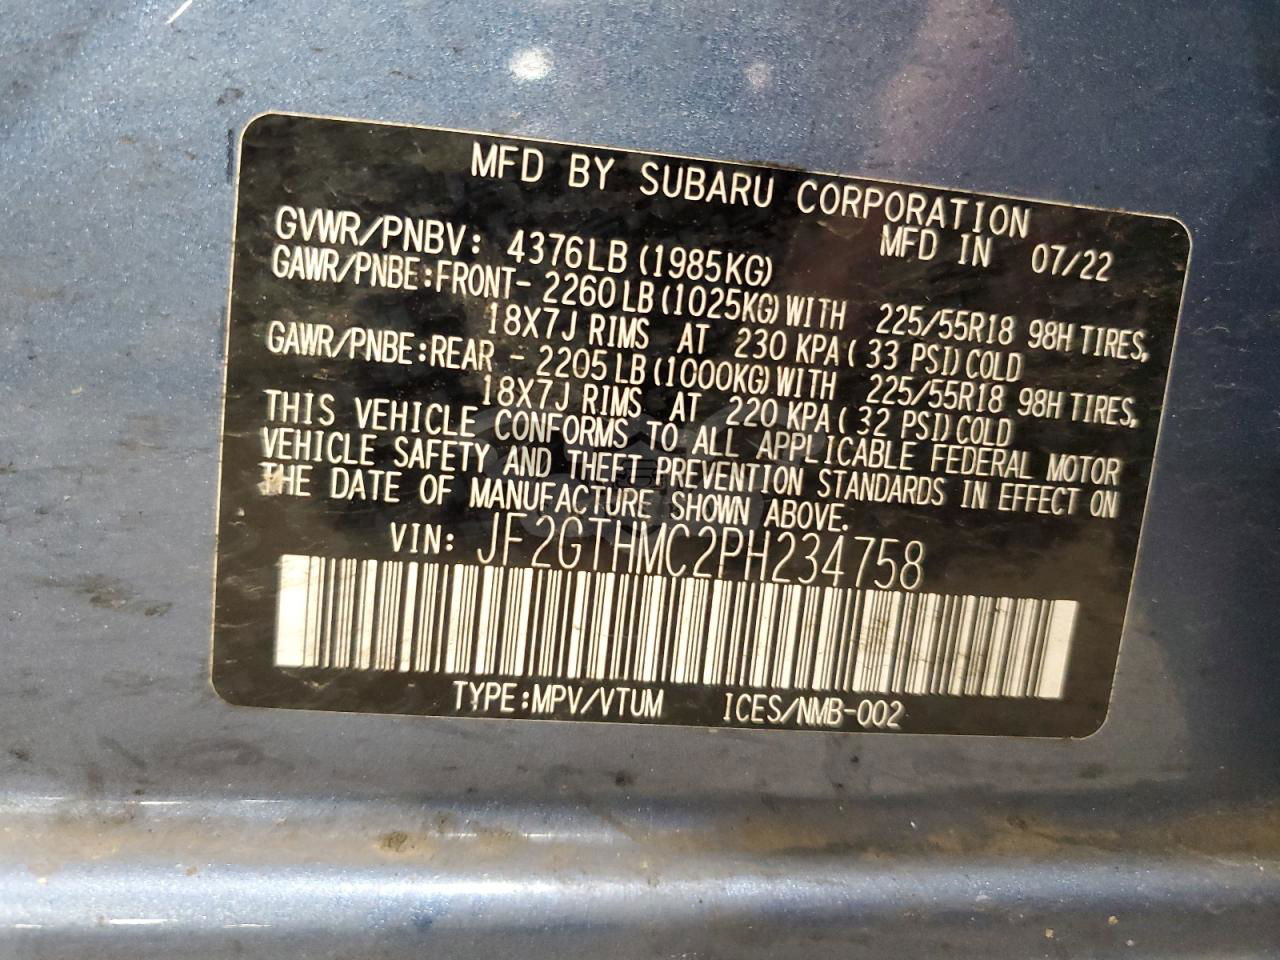 MFD BY SUBARU CORPORATION
MFD IN 07/22
GVWR/PNBV: 4376LB (1985KG)
GAWR/PNBE:FRONT- 2260LB (1025KG) WITH 225/55R18 98H TIRES,
18X7J RIMS AT 230 KPA ( 33 PSI) COLD
GAWR/PNBE:REAR - 2205LB (1000KG) WITH 225/55R18 98H TIRES,
18X7J RIMS AT 220 KPA ( 32 PSI) COLD
THIS VEHICLE CONFORMS TO ALL APPLICABLE FEDERAL MOTOR
VEHICLE SAFETY AND THEFT PREVENTION STANDARDS IN EFFECT ON
THE DATE OF MANUFACTURE SHOWN ABOVE.
VIN: JF2GTHMC2PH234758
TYPE:MPV/VTUM ICES/NMB-002